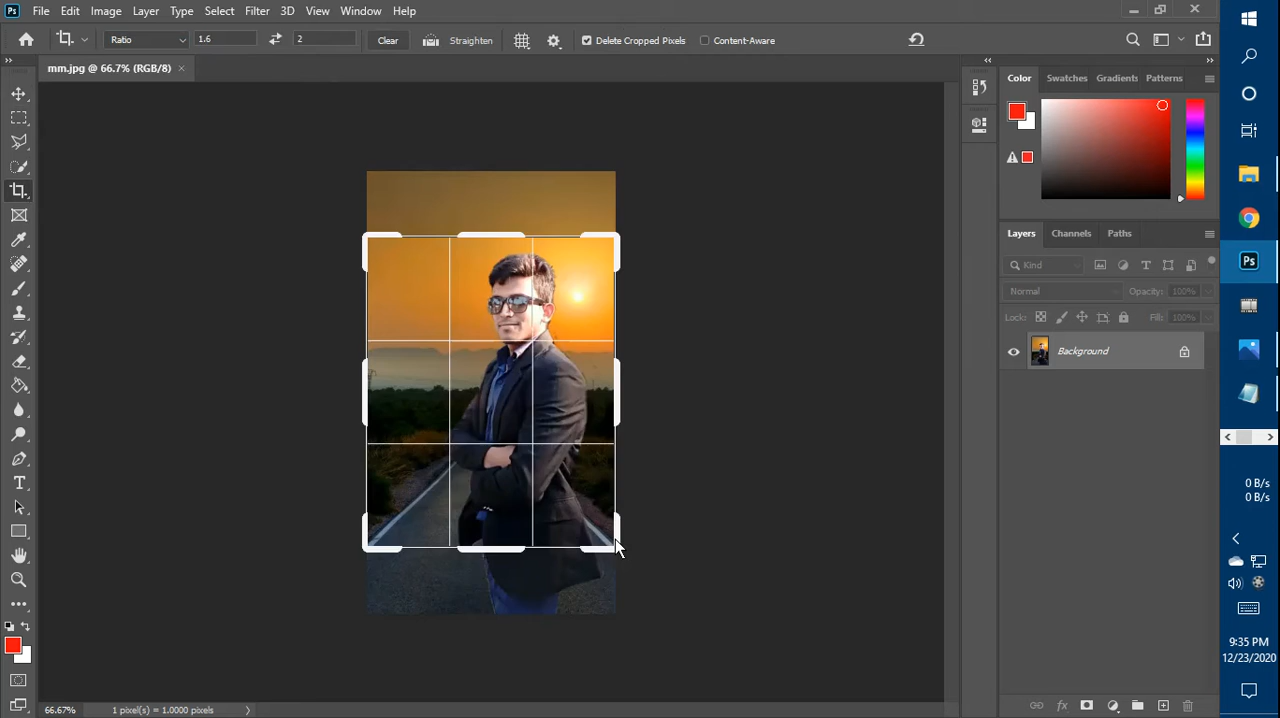 Ps File Edit Image Layer Type Select Filter 3D View Window Help
Ratio 1.6 2 Clear Straighten Delete Cropped Pixels Content-Aware
mm.jpg @ 66.7% (RGB/8) ×
Color Swatches Gradients Patterns
Layers Channels Paths
Kind
Normal Opacity: 100%
Lock: Fill: 100%
Background
Ps
0 B/s
0 B/s
9:35 PM
12/23/2020
66.67% 1 pixel(s) = 1.0000 pixels